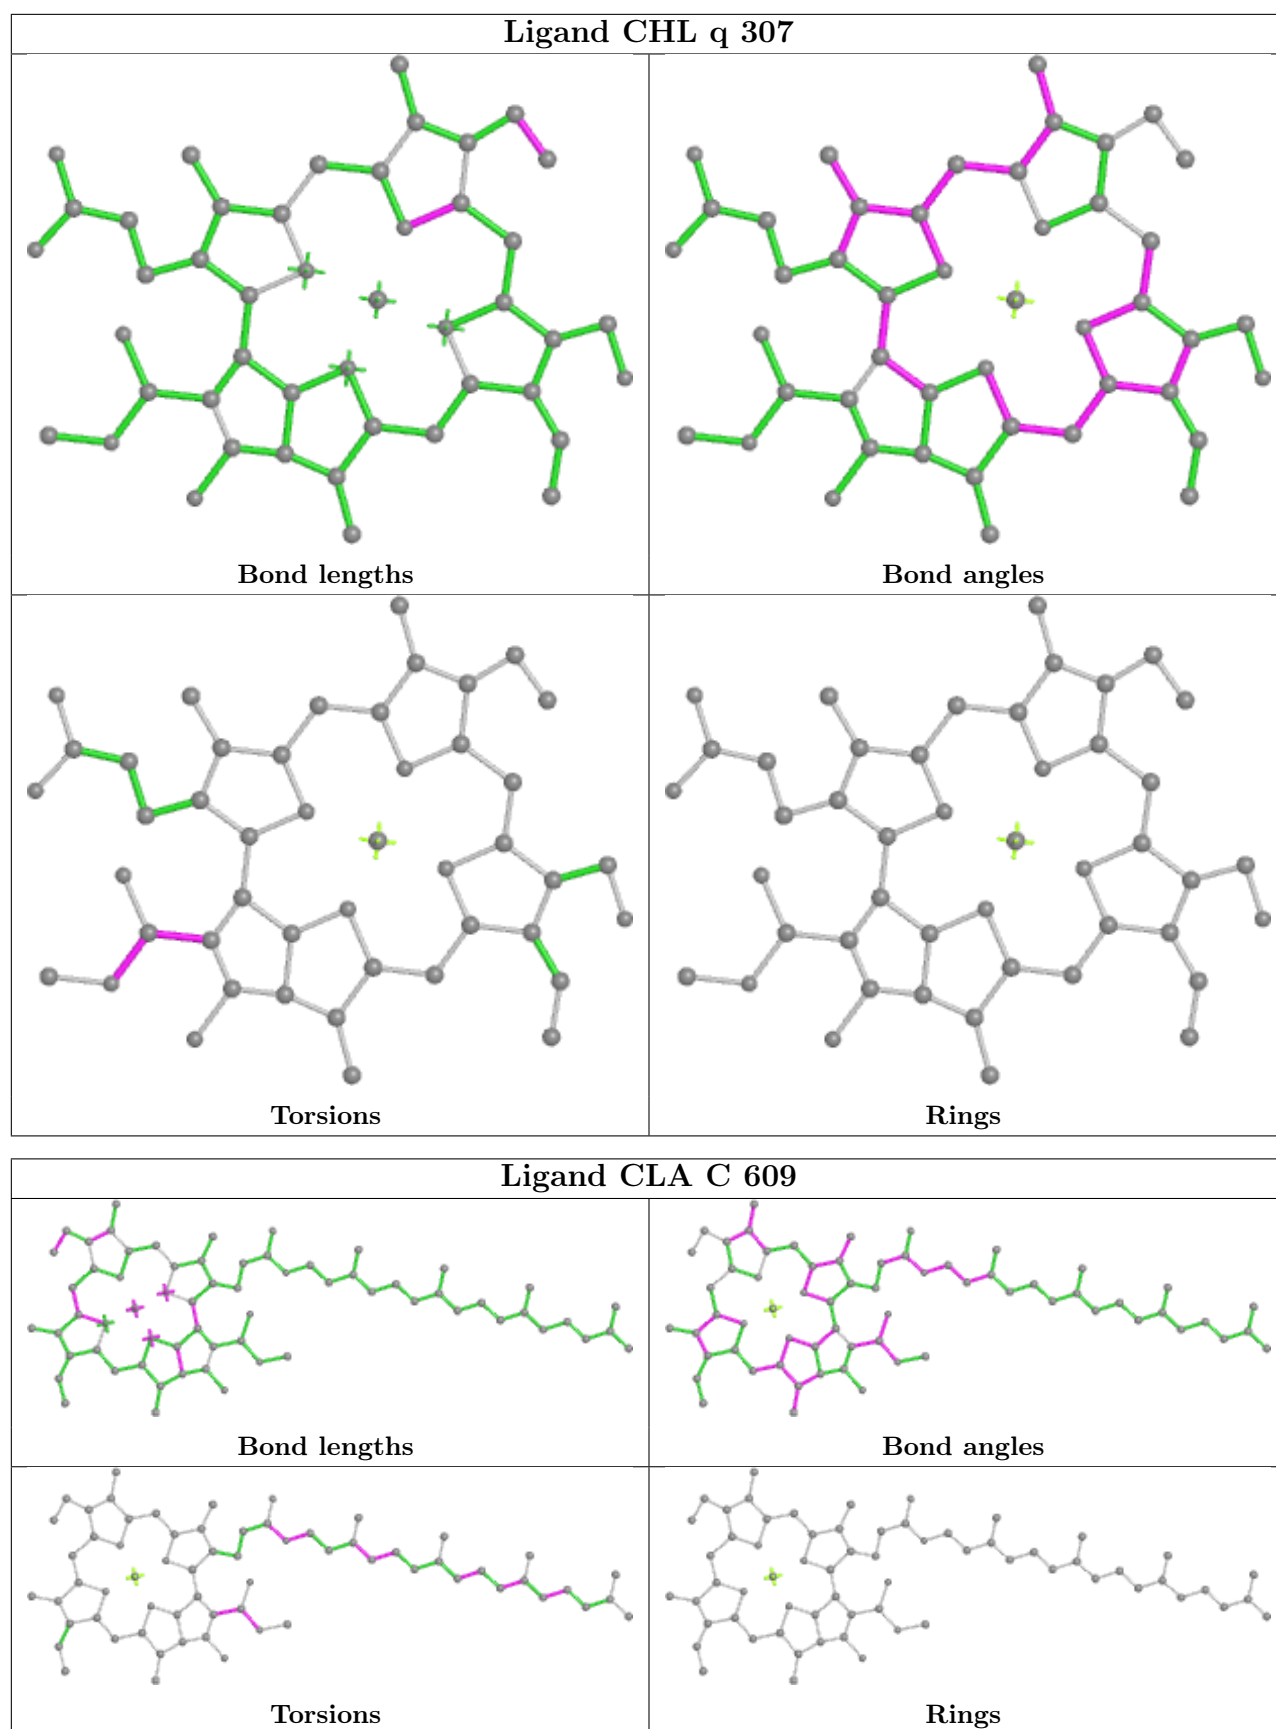 Ligand CHL q 307
Bond lengths
Bond angles
Torsions
Rings
Ligand CLA C 609
Bond lengths
Bond angles
Torsions
Rings